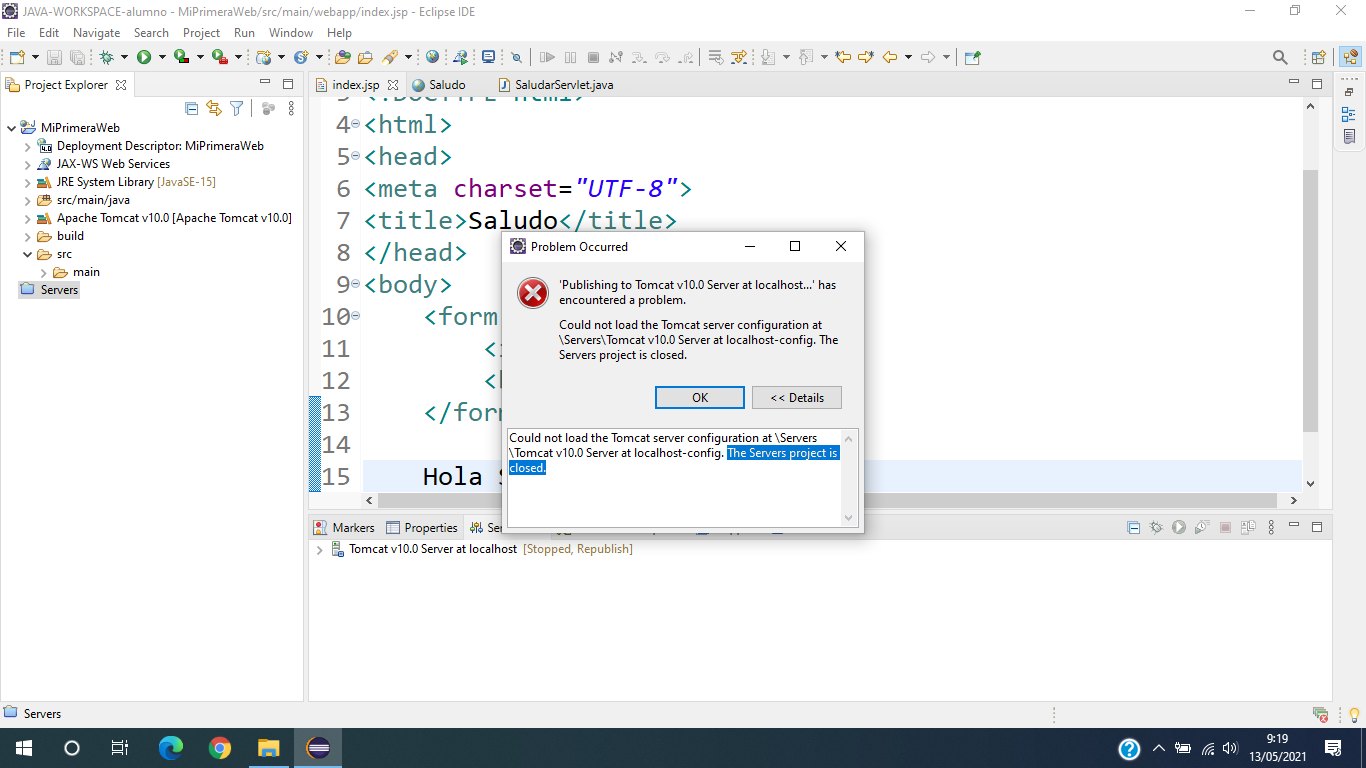 JAVA-WORKSPACE-alumno - MiPrimeraWeb/src/main/webapp/index.jsp - Eclipse IDE
File Edit Navigate Search Project Run Window Help
Project Explorer
index.jsp Saludo SaludarServlet.java
MiPrimeraWeb
Deployment Descriptor: MiPrimeraWeb
JAX-WS Web Services
JRE System Library [JavaSE-15]
src/main/java
Apache Tomcat v10.0 [Apache Tomcat v10.0]
build
src
main
Servers
4 <html>
5 <head>
6 <meta charset="UTF-8">
7 <title>Saludo</title>
8 </head>
9 <body>
10 <form
11 <
12 <
13 </for
14
15 Hola
Problem Occurred
'Publishing to Tomcat v10.0 Server at localhost...' has
encountered a problem.
Could not load the Tomcat server configuration at
\Servers\Tomcat v10.0 Server at localhost-config. The
Servers project is closed.
OK << Details
Could not load the Tomcat server configuration at \Servers
\Tomcat v10.0 Server at localhost-config. The Servers project is
closed.
Markers Properties Ser
Tomcat v10.0 Server at localhost [Stopped, Republish]
Servers
9:19
13/05/2021